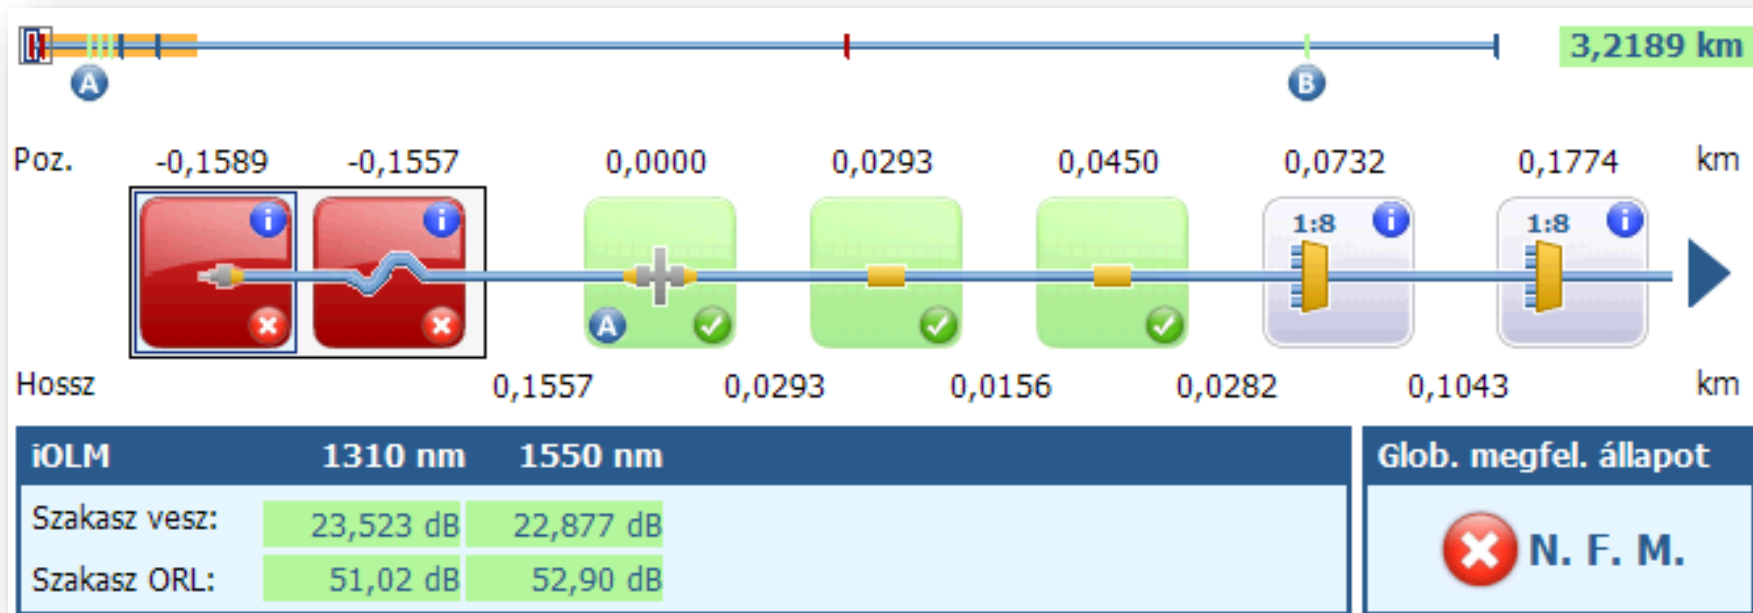 3,2189 km
A B
Poz. -0,1589 -0,1557 0,0000 0,0293 0,0450 0,0732 0,1774 km
i i 1:8 i 1:8 i
A
Hossz 0,1557 0,0293 0,0156 0,0282 0,1043 km
iOLM 1310 nm 1550 nm Glob. megfel. állapot
Szakasz vesz: 23,523 dB 22,877 dB
N. F. M.
Szakasz ORL: 51,02 dB 52,90 dB